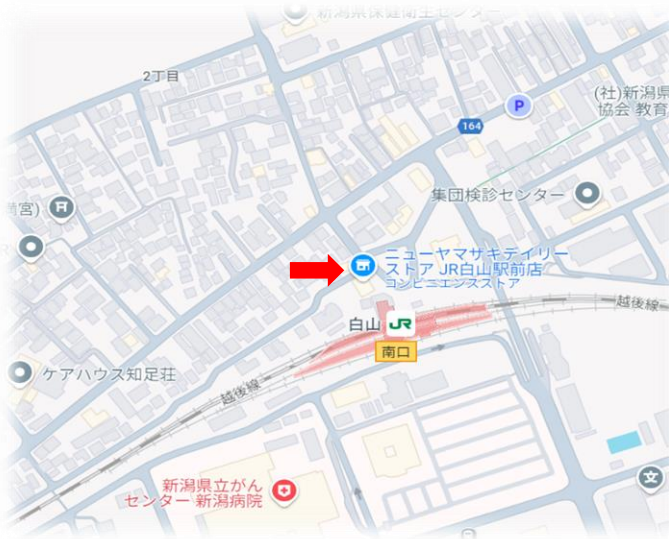 新潟県保健衛生センター
2丁目
P
(社)新潟県
協会 教育
164
集団検診センター
宮)
ニューヤマザキデイリー
ストア JR白山駅前店
コンビニエンスストア
越後線
白山 JR
南口
ケアハウス知足荘
越後線
新潟県立がん
センター 新潟病院
文